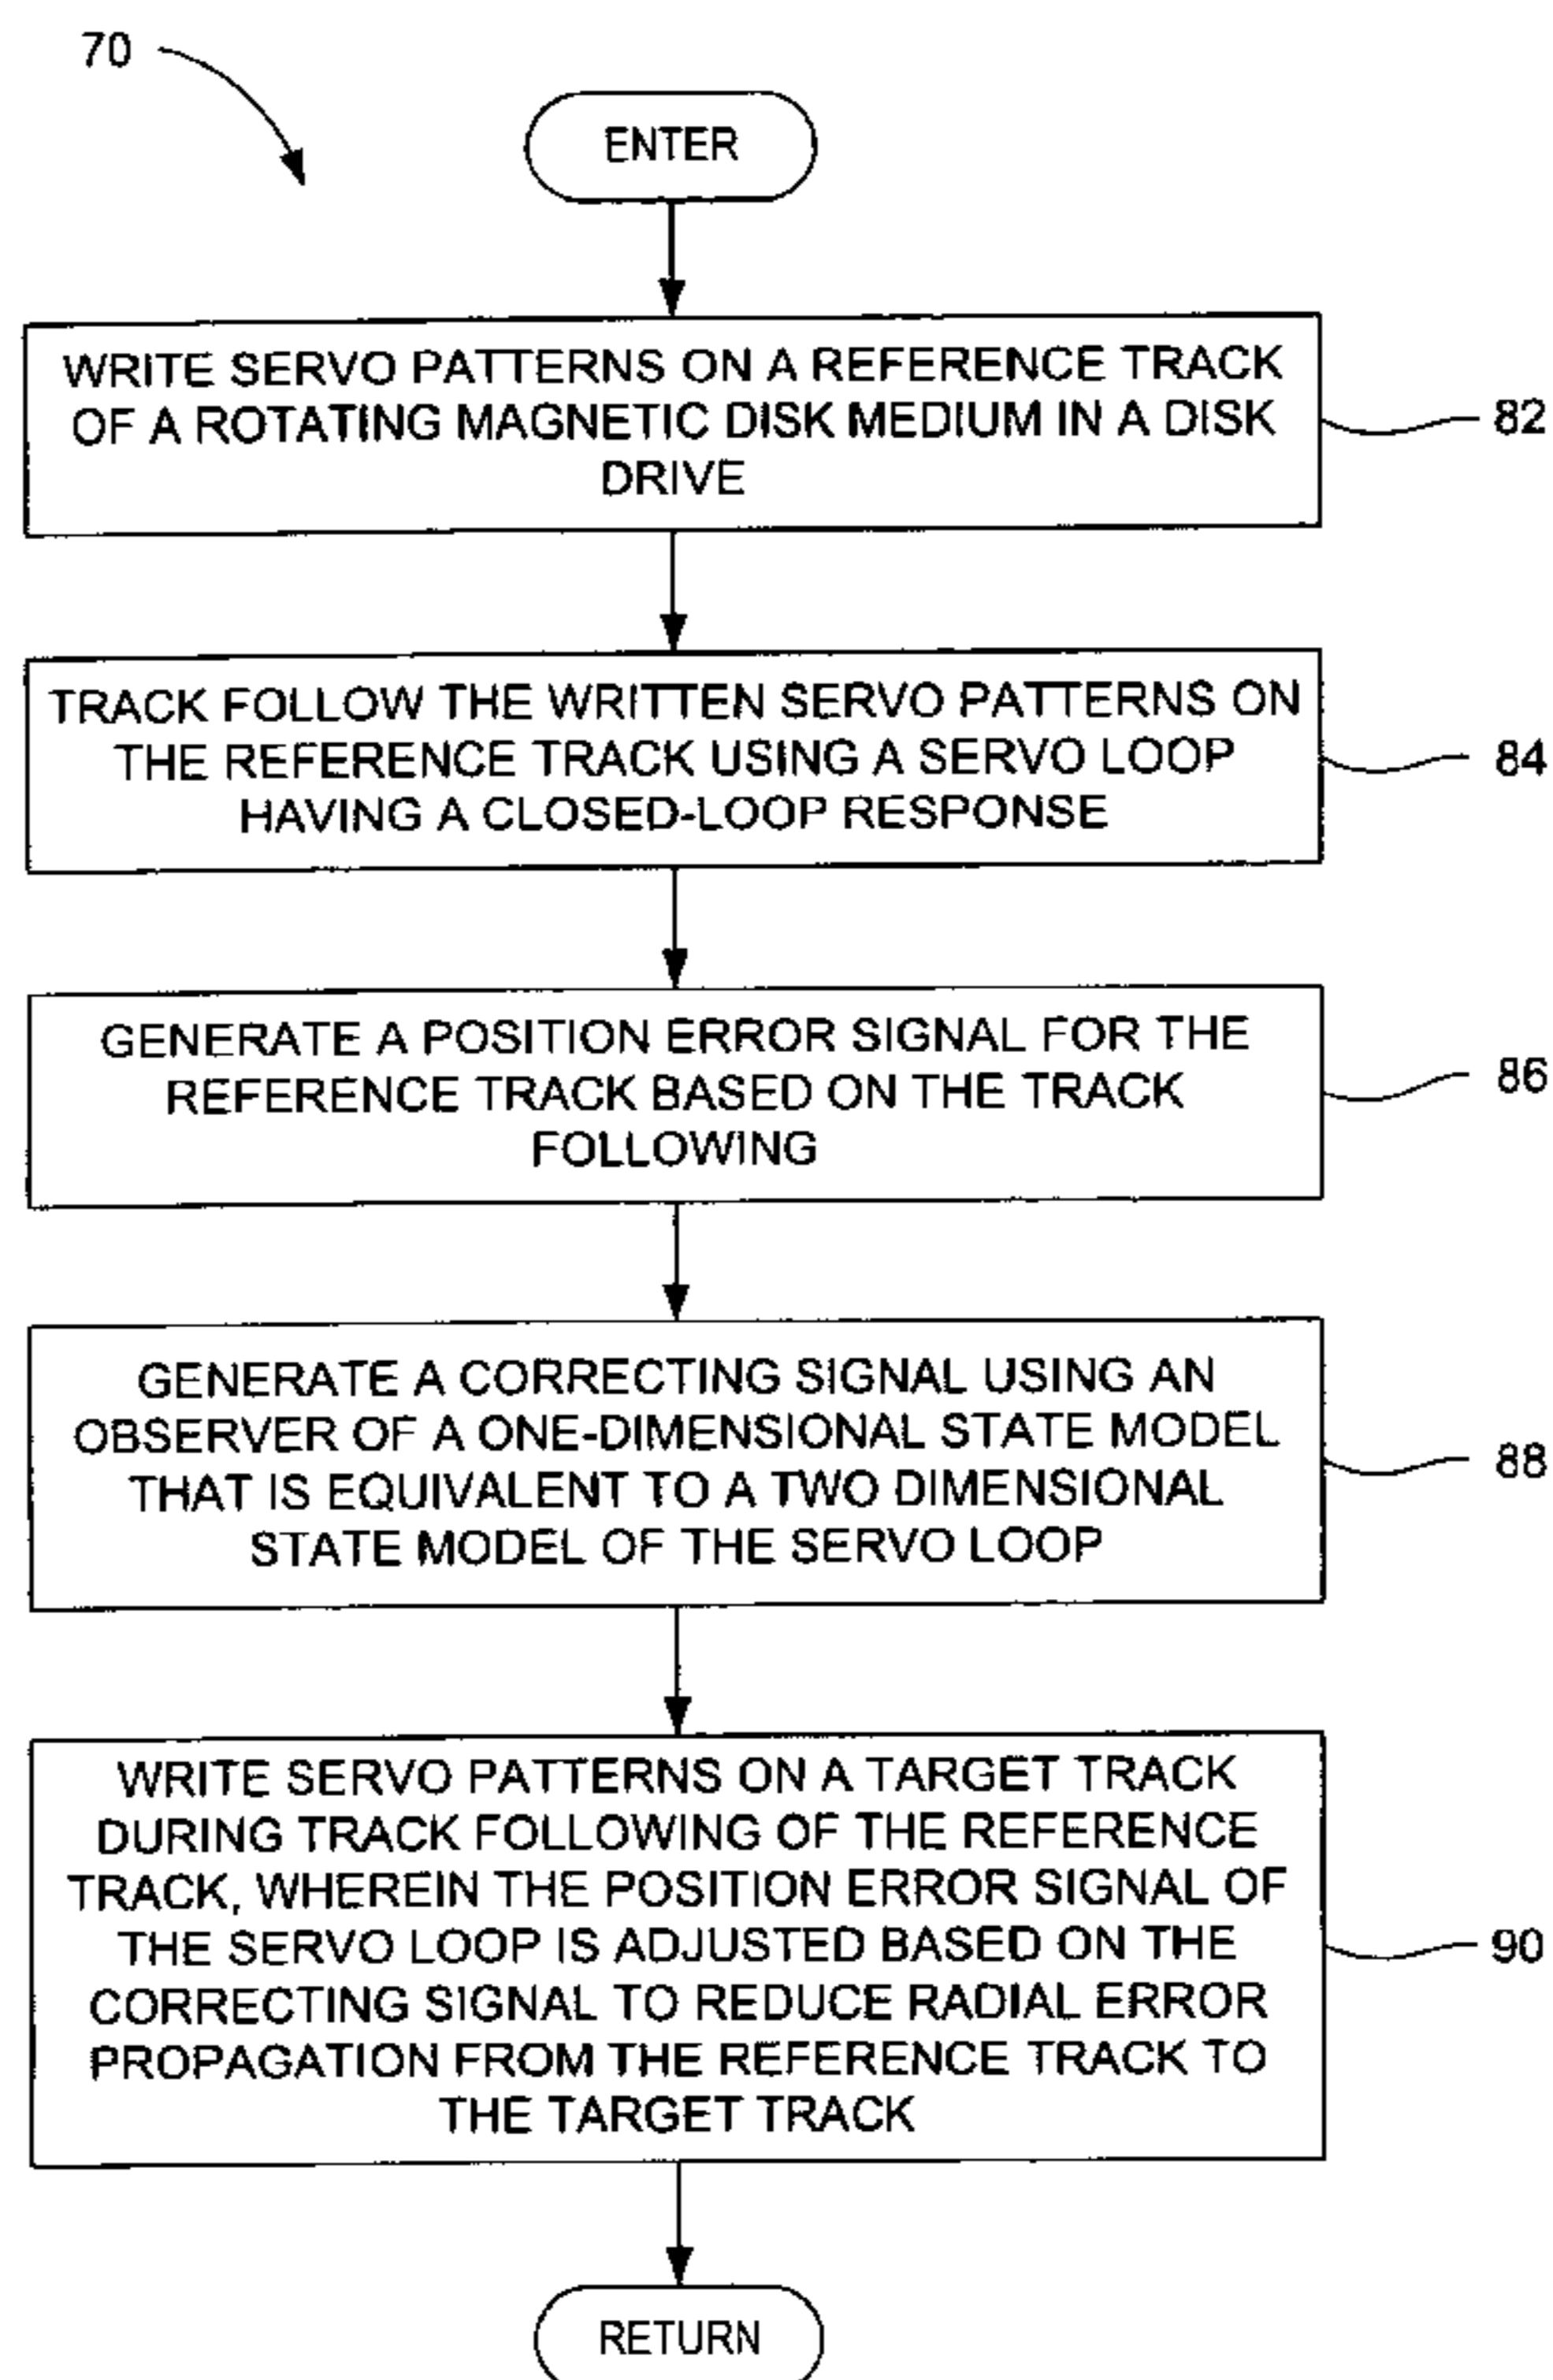 70
ENTER
WRITE SERVO PATTERNS ON A REFERENCE TRACK
OF A ROTATING MAGNETIC DISK MEDIUM IN A DISK
DRIVE
82
TRACK FOLLOW THE WRITTEN SERVO PATTERNS ON
THE REFERENCE TRACK USING A SERVO LOOP
HAVING A CLOSED-LOOP RESPONSE
84
GENERATE A POSITION ERROR SIGNAL FOR THE
REFERENCE TRACK BASED ON THE TRACK
FOLLOWING
86
GENERATE A CORRECTING SIGNAL USING AN
OBSERVER OF A ONE-DIMENSIONAL STATE MODEL
THAT IS EQUIVALENT TO A TWO DIMENSIONAL
STATE MODEL OF THE SERVO LOOP
88
WRITE SERVO PATTERNS ON A TARGET TRACK
DURING TRACK FOLLOWING OF THE REFERENCE
TRACK, WHEREIN THE POSITION ERROR SIGNAL OF
THE SERVO LOOP IS ADJUSTED BASED ON THE
CORRECTING SIGNAL TO REDUCE RADIAL ERROR
PROPAGATION FROM THE REFERENCE TRACK TO
THE TARGET TRACK
90
RETURN